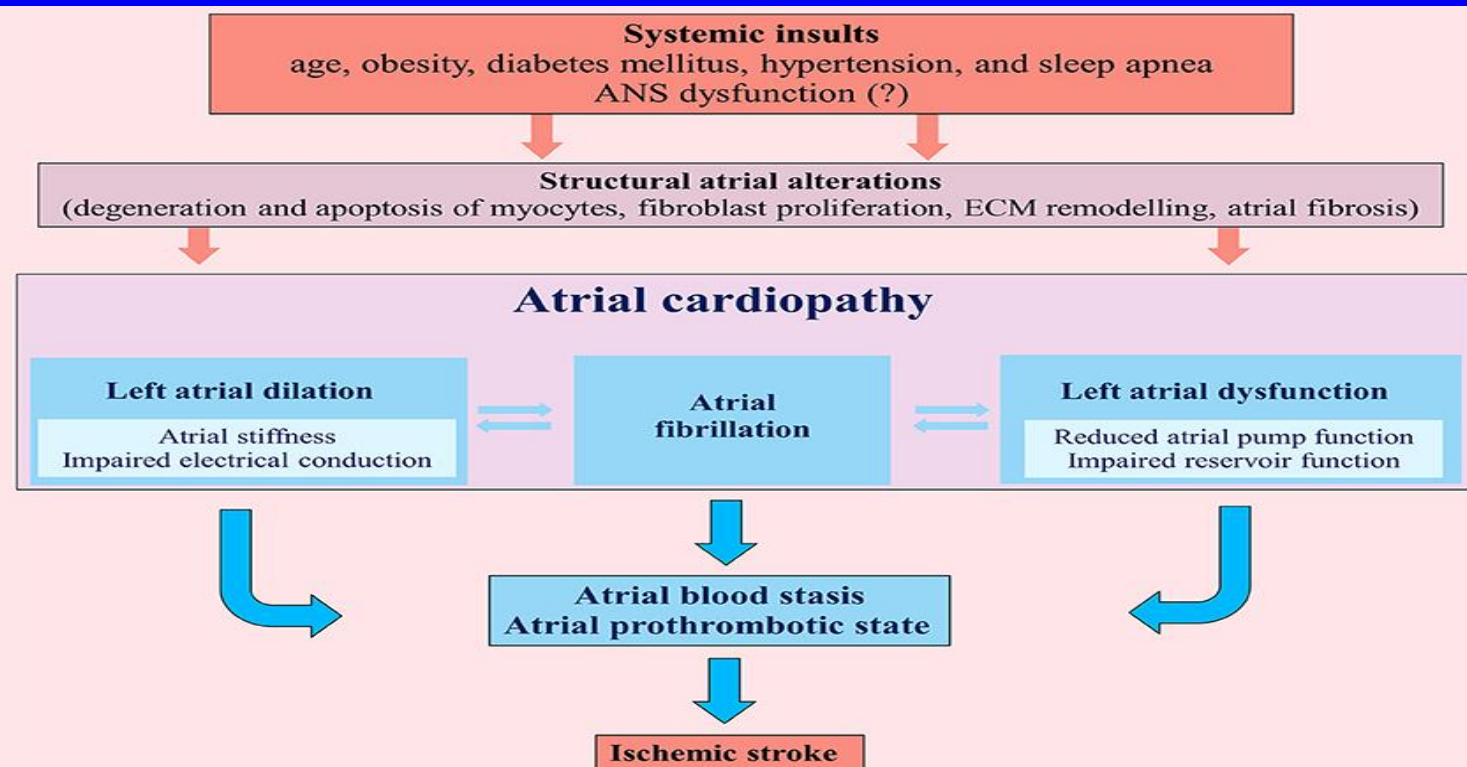 Systemic insults
age, obesity, diabetes mellitus, hypertension, and sleep apnea
ANS dysfunction (?)
Structural atrial alterations
(degeneration and apoptosis of myocytes, fibroblast proliferation, ECM remodelling, atrial fibrosis)
Atrial cardiopathy
Left atrial dilation
Atrial stiffness
Impaired electrical conduction
Atrial
fibrillation
Left atrial dysfunction
Reduced atrial pump function
Impaired reservoir function
Atrial blood stasis
Atrial prothrombotic state
Ischemic stroke